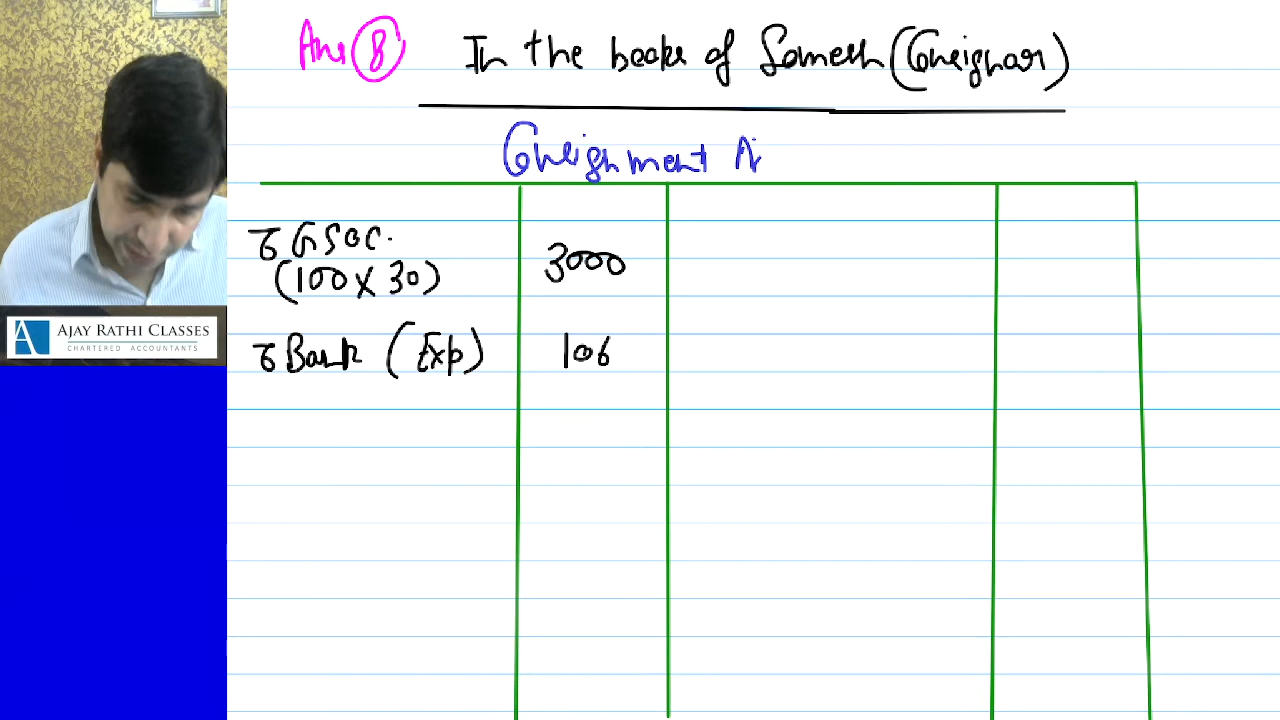 Ans 8 In the books of Somesh (Consignor)
Consignment A
To GSOC.
(100 x 30) 3000
To Bank (Exp) 106
AJAY RATHI CLASSES
CHARTERED ACCOUNTANTS